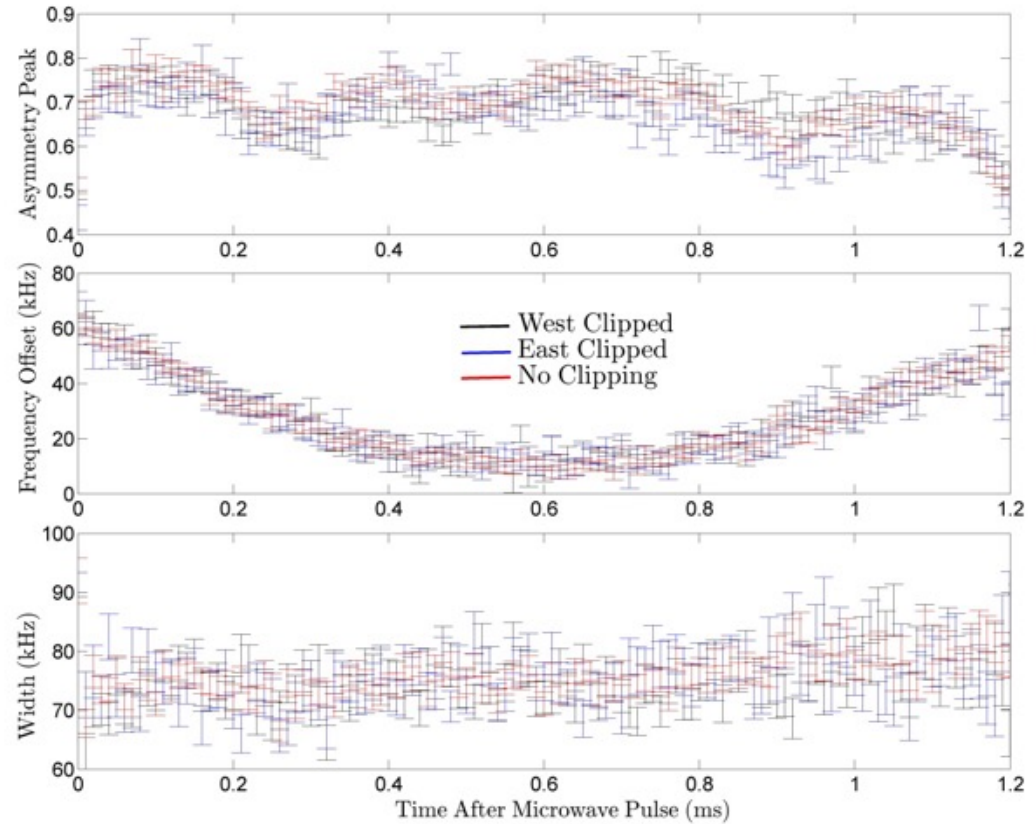 0.9
0.8
0.7
0.6
0.5
0.4
Asymmetry Peak
0 0.2 0.4 0.6 0.8 1 1.2
80
60
40
20
0
Frequency Offset (kHz)
West Clipped
East Clipped
No Clipping
0 0.2 0.4 0.6 0.8 1 1.2
100
90
80
70
60
Width (kHz)
0 0.2 0.4 0.6 0.8 1 1.2
Time After Microwave Pulse (ms)